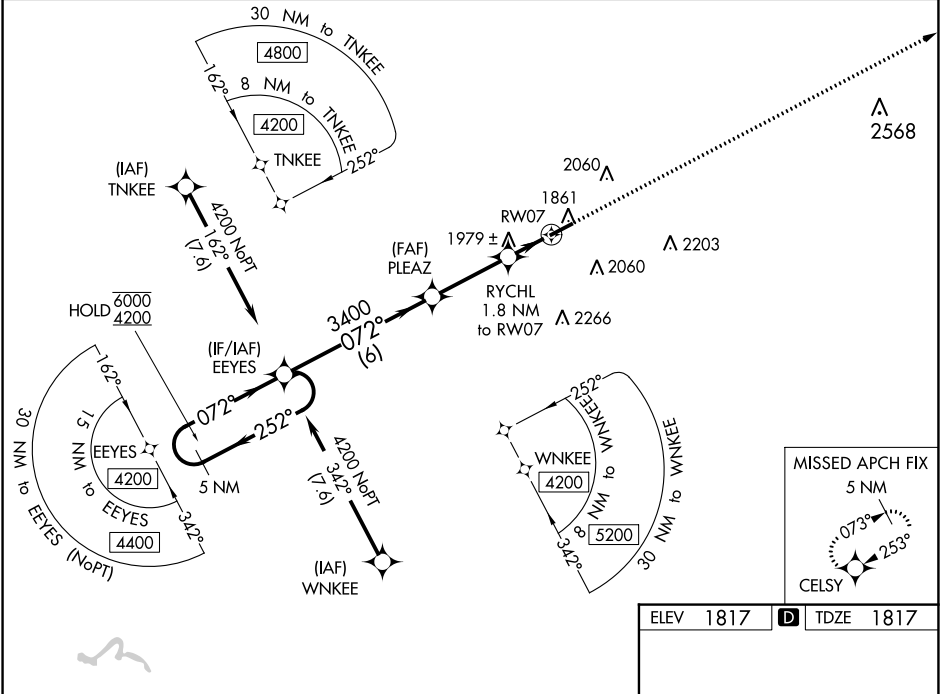 30 NM to TNKEE
4800
162°
8 NM to TNKEE
4200
TNKEE
252°
2568
(IAF)
TNKEE
4200 NoPT
162°
(7.6)
2060
1861
RW07
1979 ±
2203
2060
(FAF)
PLEAZ
RYCHL
1.8 NM
to RW07
2266
HOLD 6000
4200
3400
072°
(6)
(IF/IAF)
EEYES
072°
252°
5 NM
162°
30 NM to EEYES (NoPT)
15 NM to EEYES
EEYES
4200
4400
342°
4200 NoPT
342°
(7.6)
(IAF)
WNKEE
252°
8 NM to WNKEE
WNKEE
4200
5200
342°
30 NM to WNKEE
MISSED APCH FIX
5 NM
073°
253°
CELSY
ELEV 1817 D TDZE 1817